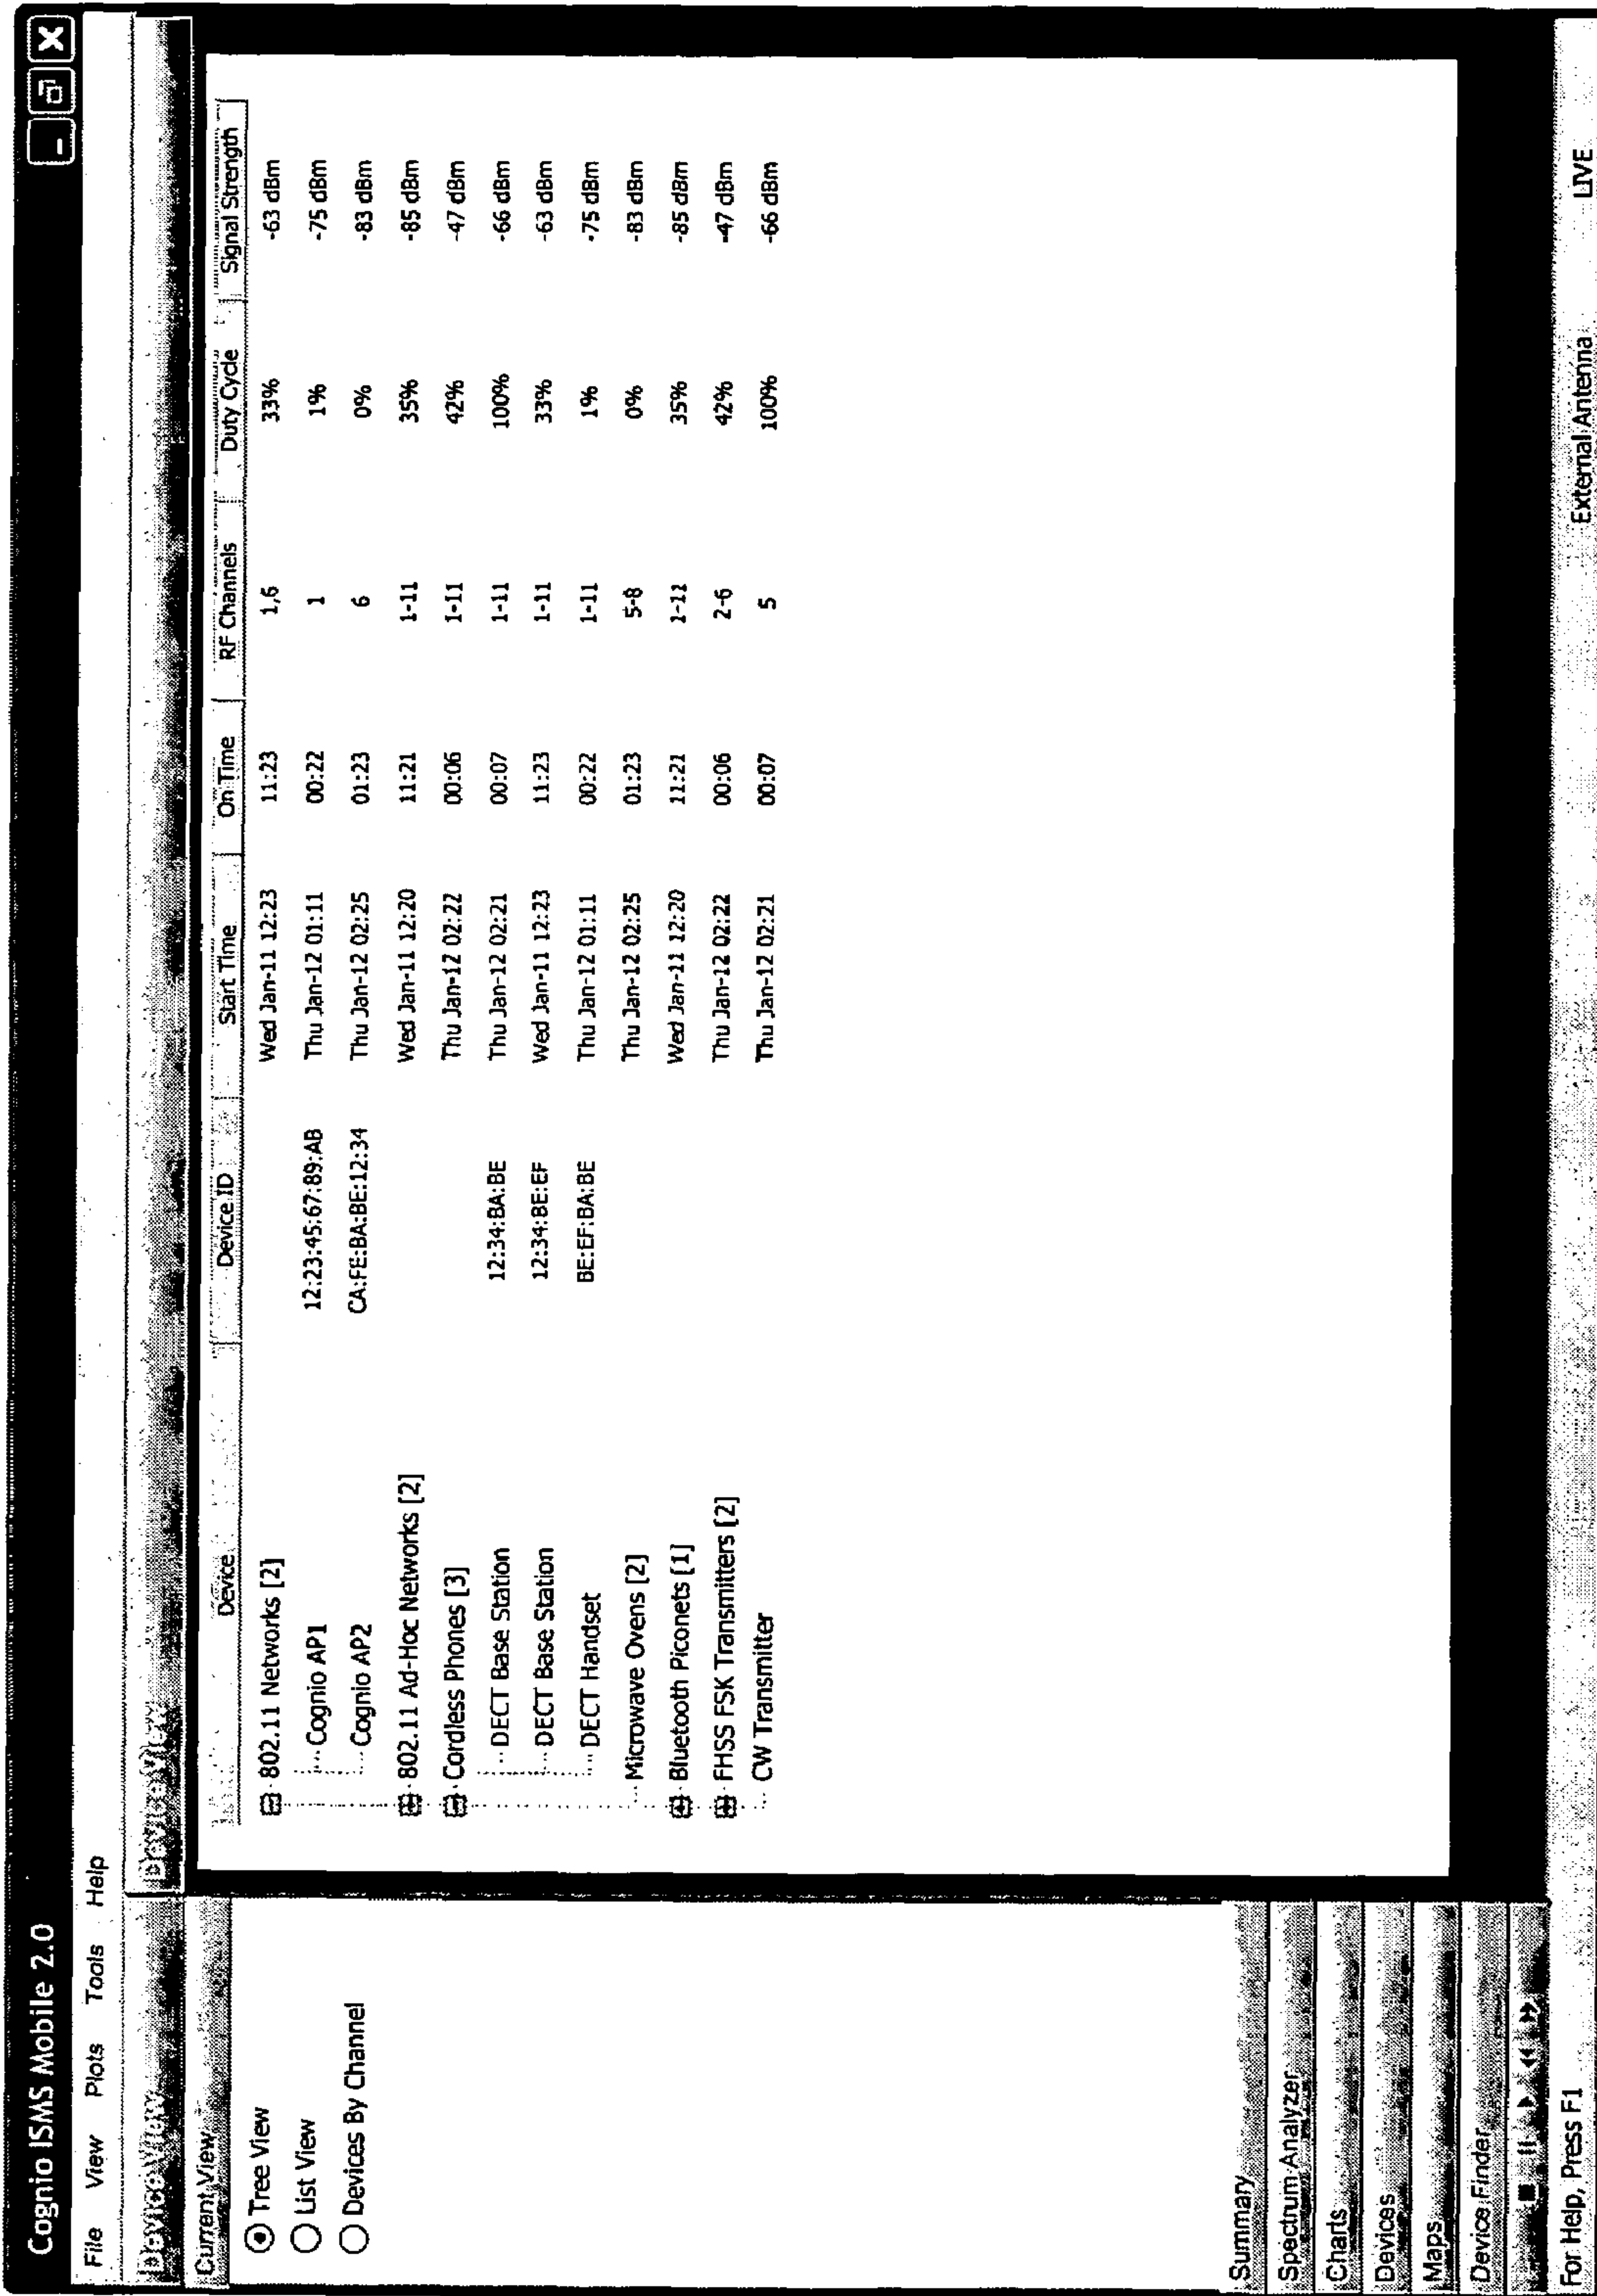 Cognio ISMS Mobile 2.0
File View Plots Tools Help
Device View Device View
Current View
Tree View
List View
Devices By Channel
Device Device ID Start Time On Time RF Channels Duty Cycle Signal Strength
802.11 Networks [2] Wed Jan-11 12:23 11:23 1,6 33% -63 dBm
Cognio AP1 12:23:45:67:89:AB Thu Jan-12 01:11 00:22 1 1% -75 dBm
Cognio AP2 CA:FE:BA:BE:12:34 Thu Jan-12 02:25 01:23 6 0% -83 dBm
802.11 Ad-Hoc Networks [2] Wed Jan-11 12:20 11:21 1-11 35% -85 dBm
Cordless Phones [3] Thu Jan-12 02:22 00:06 1-11 42% -47 dBm
DECT Base Station 12:34:BA:BE Thu Jan-12 02:21 00:07 1-11 100% -66 dBm
DECT Base Station 12:34:BE:EF Wed Jan-11 12:23 11:23 1-11 33% -63 dBm
DECT Handset BE:EF:BA:BE Thu Jan-12 01:11 00:22 1-11 1% -75 dBm
Microwave Ovens [2] Thu Jan-12 02:25 01:23 5-8 0% -83 dBm
Bluetooth Piconets [1] Wed Jan-11 12:20 11:21 1-11 35% -85 dBm
FHSS FSK Transmitters [2] Thu Jan-12 02:22 00:06 2-6 42% -47 dBm
CW Transmitter Thu Jan-12 02:21 00:07 5 100% -66 dBm
Summary
Spectrum Analyzer
Charts
Devices
Maps
Device Finder
For Help, Press F1 External Antenna LIVE